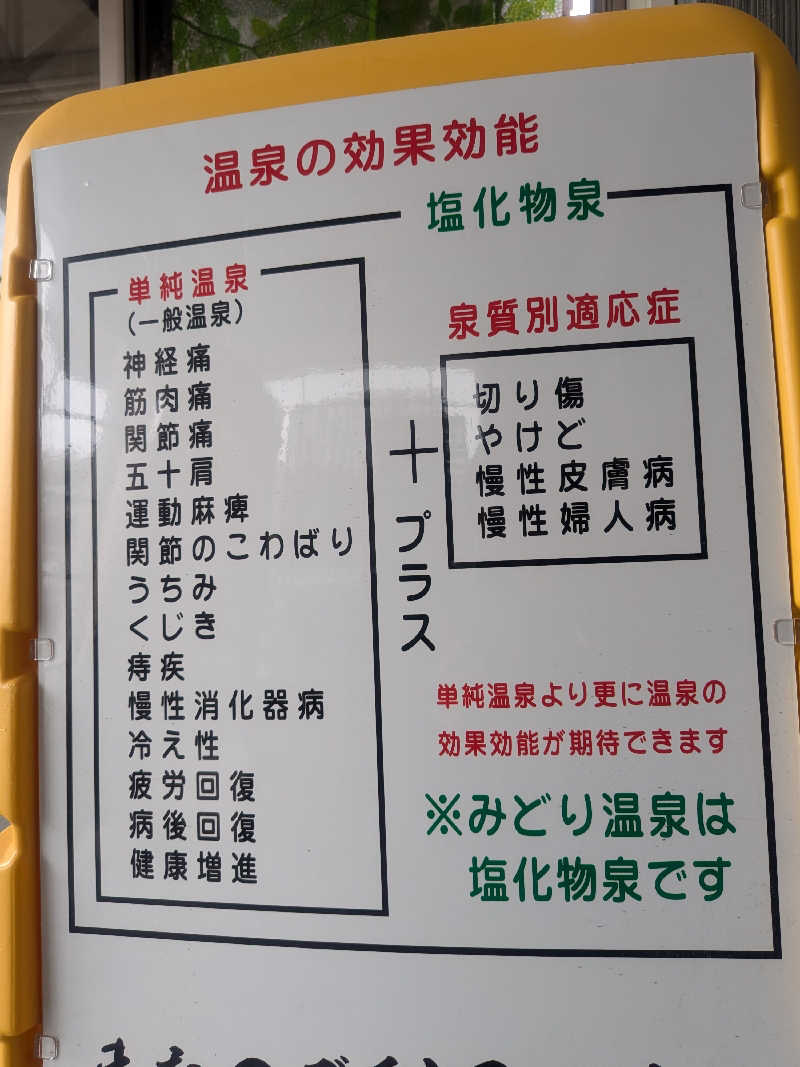 温泉の効果効能
塩化物泉
単純温泉
(一般温泉)
神経痛
筋肉痛
関節痛
五十肩
運動麻痺
関節のこわばり
うちみ
くじき
痔疾
慢性消化器病
冷え性
疲労回復
病後回復
健康増進
＋プラス
泉質別適応症
切り傷
やけど
慢性皮膚病
慢性婦人病
単純温泉より更に温泉の
効果効能が期待できます
※みどり温泉は
塩化物泉です